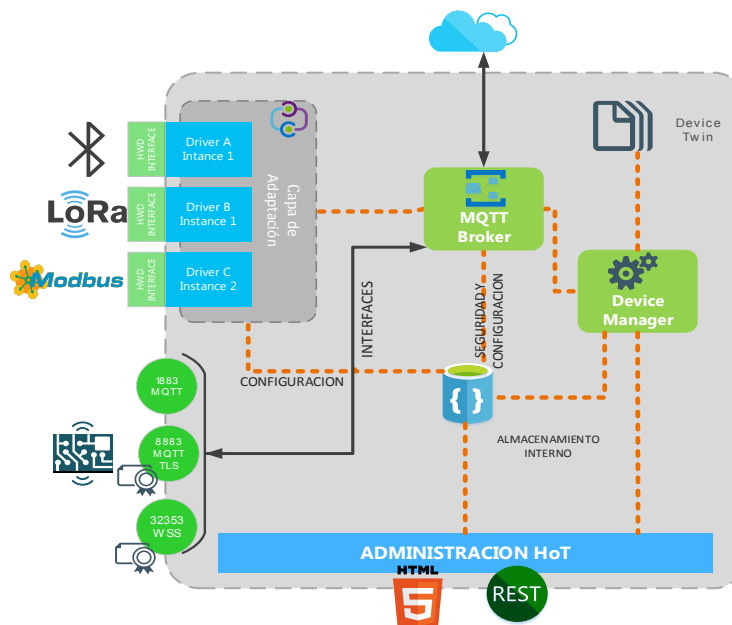 HWD
INTERFACE
Driver A
Intance 1
HWD
INTERFACE
Driver B
Instance 1
HWD
INTERFACE
Driver C
Instance 2
Capa de
Adaptación
LoRa
Modbus
MQTT
Broker
Device
Twin
Device
Manager
INTERFACES
SEGURIDAD Y
CONFIGURACION
CONFIGURACION
1883
MQTT
8883
MQTT
TLS
32353
WSS
{ }
ALMACENAMIENTO
INTERNO
ADMINISTRACION HoT
HTML
5
REST